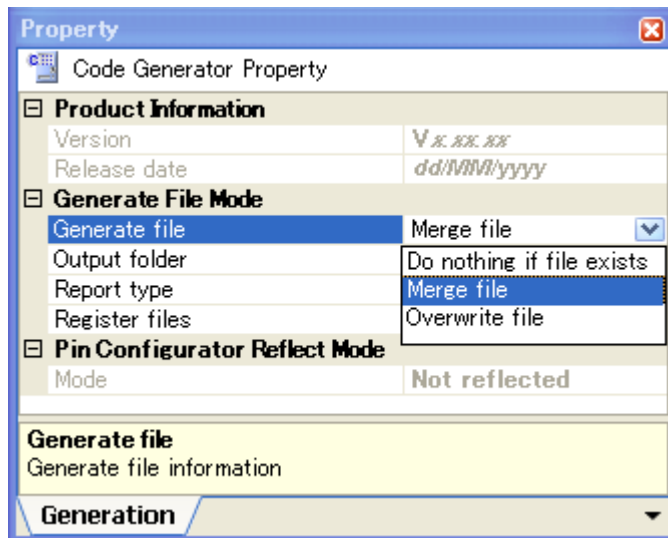 Property
Code Generator Property
Product Information
Version V x.xx.xx
Release date dd/MM/yyyy
Generate File Mode
Generate file Merge file
Output folder Do nothing if file exists
Report type Merge file
Register files Overwrite file
Pin Configurator Reflect Mode
Mode Not reflected
Generate file
Generate file information
Generation